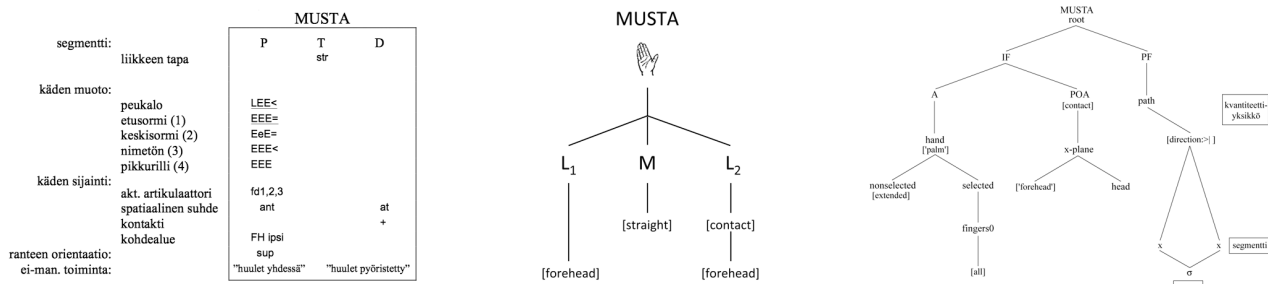 MUSTA
P T D
segmentti:
liikkeen tapa str
käden muoto:
peukalo LEE<
etusormi (1) EEE=
keskisormi (2) EeE=
nimetön (3) EEE<
pikkurilli (4) EEE
käden sijainti:
akt. artikulaattori fd1,2,3
spatiaalinen suhde ant at
kontakti +
kohdealue FH ipsi
ranteen orientaatio: sup
ei-man. toiminta: "huulet yhdessä" "huulet pyöristetty"
MUSTA
L1 M L2
[straight] [contact]
[forehead] [forehead]
MUSTA
root
IF PF
A POA
[contact]
path
kvantiteetti-
yksikkö
hand
['palm']
x-plane
[direction:>| ]
nonselected
[extended]
selected
['forehead'] head
fingers0
x x segmentti
[all]
σ